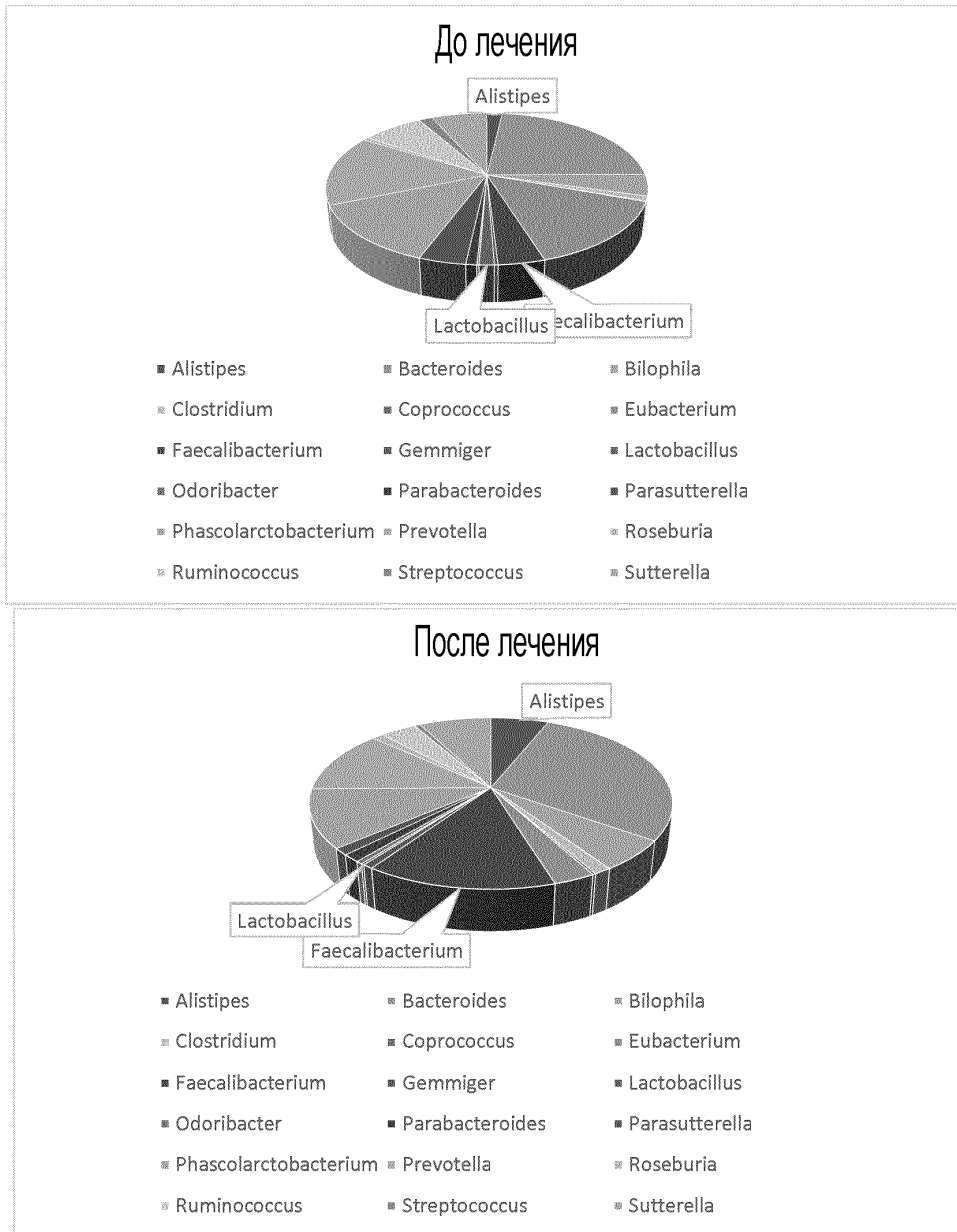 До лечения
Alistipes
Lactobacillus
ecalibacterium
Alistipes Bacteroides Bilophila
Clostridium Coprococcus Eubacterium
Faecalibacterium Gemmiger Lactobacillus
Odoribacter Parabacteroides Parasutterella
Phascolarctobacterium Prevotella Roseburia
Ruminococcus Streptococcus Sutterella
После лечения
Alistipes
Lactobacillus
Faecalibacterium
Alistipes Bacteroides Bilophila
Clostridium Coprococcus Eubacterium
Faecalibacterium Gemmiger Lactobacillus
Odoribacter Parabacteroides Parasutterella
Phascolarctobacterium Prevotella Roseburia
Ruminococcus Streptococcus Sutterella